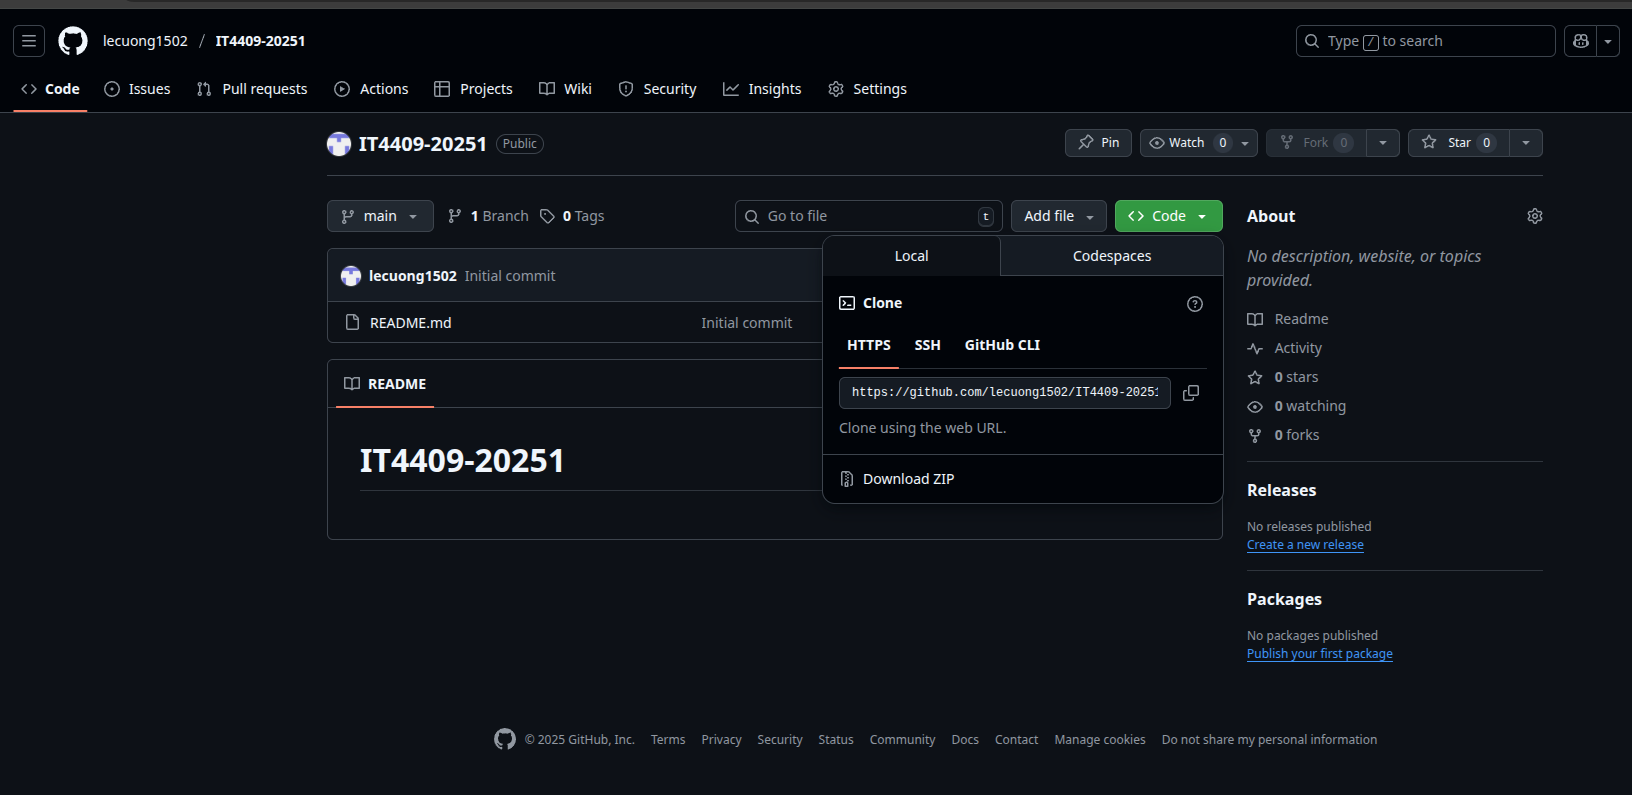 lecuong1502 / IT4409-20251
Type / to search
Code Issues Pull requests Actions Projects Wiki Security Insights Settings
IT4409-20251 Public
Pin Watch 0 Fork 0 Star 0
main 1 Branch 0 Tags Go to file t Add file Code
lecuong1502 Initial commit
README.md Initial commit
README
IT4409-20251
Local Codespaces
Clone
HTTPS SSH GitHub CLI
https://github.com/lecuong1502/IT4409-20251
Clone using the web URL.
Download ZIP
About
No description, website, or topics
provided.
Readme
Activity
0 stars
0 watching
0 forks
Releases
No releases published
Create a new release
Packages
No packages published
Publish your first package
© 2025 GitHub, Inc. Terms Privacy Security Status Community Docs Contact Manage cookies Do not share my personal information